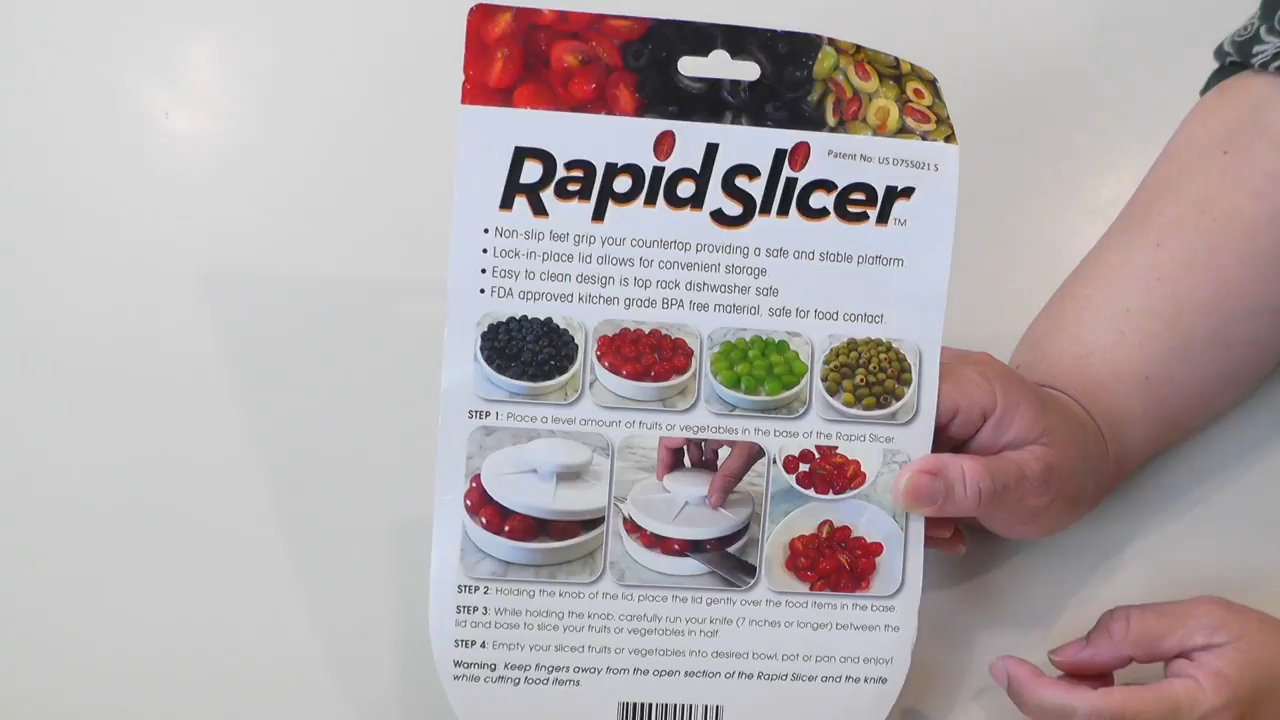 Patent No: US D755021 S
Rapid Slicer™
• Non-slip feet grip your countertop providing a safe and stable platform.
• Lock-in-place lid allows for convenient storage.
• Easy to clean design is top rack dishwasher safe
• FDA approved kitchen grade BPA free material, safe for food contact.
STEP 1: Place a level amount of fruits or vegetables in the base of the Rapid Slicer.
STEP 2: Holding the knob of the lid, place the lid gently over the food items in the base.
STEP 3: While holding the knob, carefully run your knife (7 inches or longer) between the
lid and base to slice your fruits or vegetables in half.
STEP 4: Empty your sliced fruits or vegetables into desired bowl, pot or pan and enjoy!
Warning: Keep fingers away from the open section of the Rapid Slicer and the knife
while cutting food items.